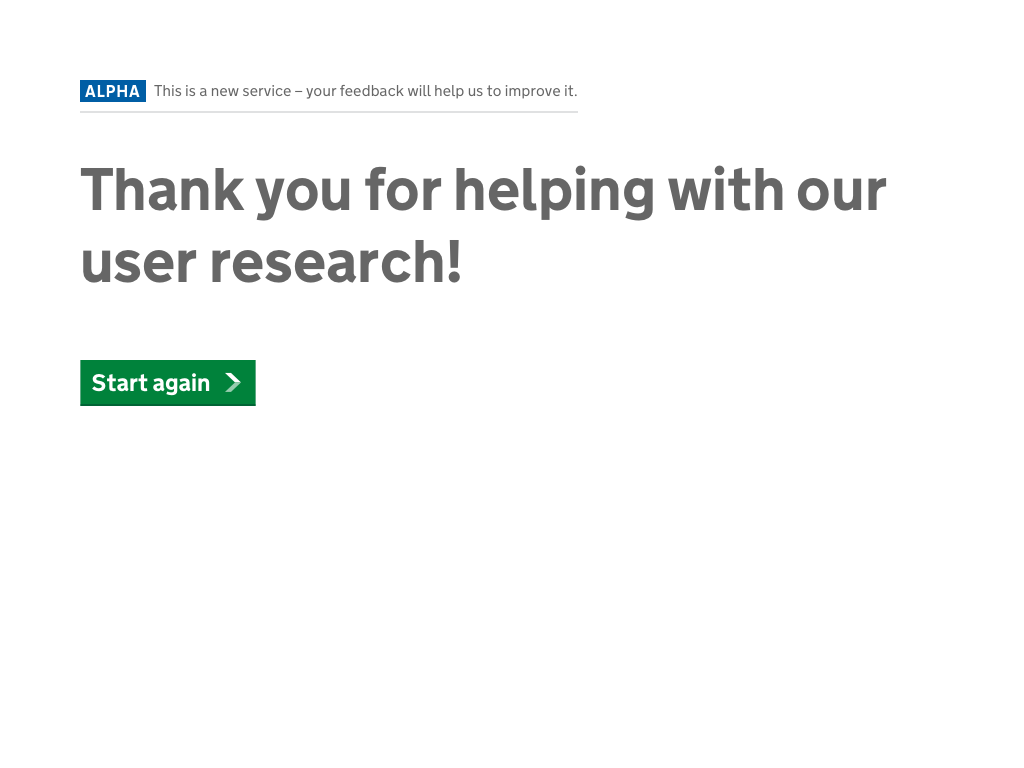 ALPHA This is a new service – your feedback will help us to improve it.
Thank you for helping with our
user research!
Start again